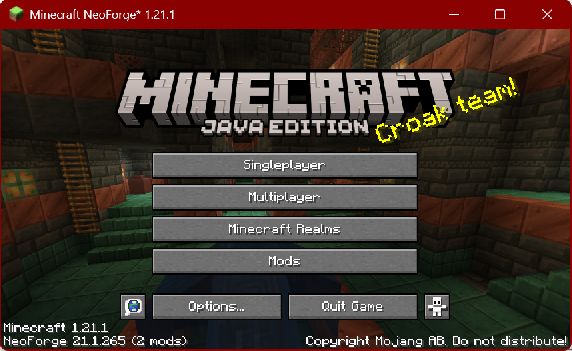 Minecraft NeoForge* 1.21.1
MINECRAFT
JAVA EDITION
Croak team!
Singleplayer
Multiplayer
Minecraft Realms
Mods
Options...
Quit Game
Minecraft 1.21.1
NeoForge 21.1.265 (2 mods)
Copyright Mojang AB. Do not distribute!